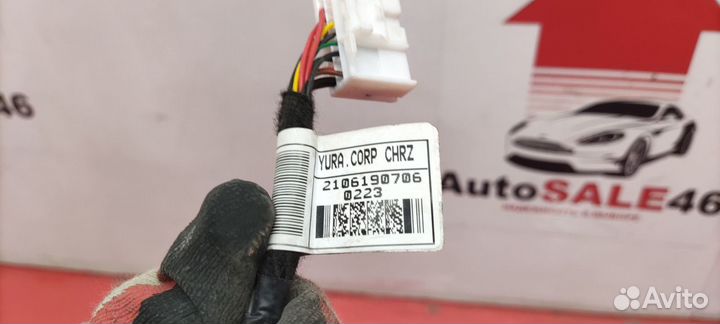 46
YURA.CORP CHRZ
2106190706
0223
AutoSALE46
Avito